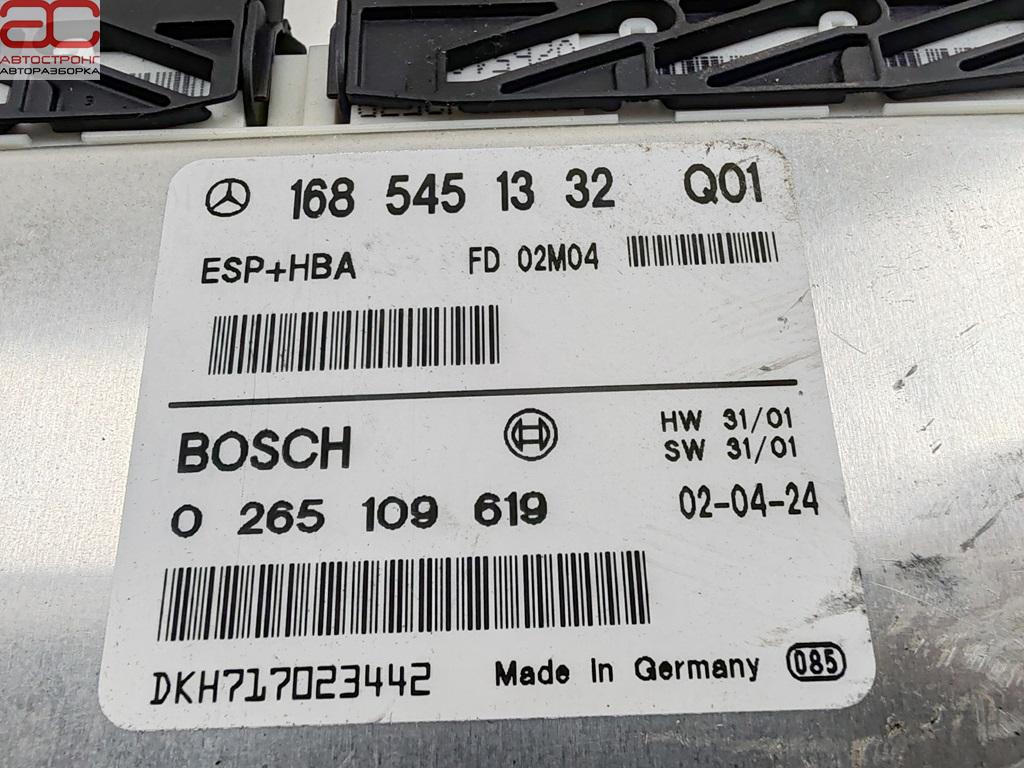 ac
АВТОСТРОНГ
АВТОРАЗБОРКА
168 545 13 32 Q01
ESP+HBA FD 02M04
BOSCH
HW 31/01
SW 31/01
0 265 109 619 02-04-24
DKH717023442 Made In Germany 085